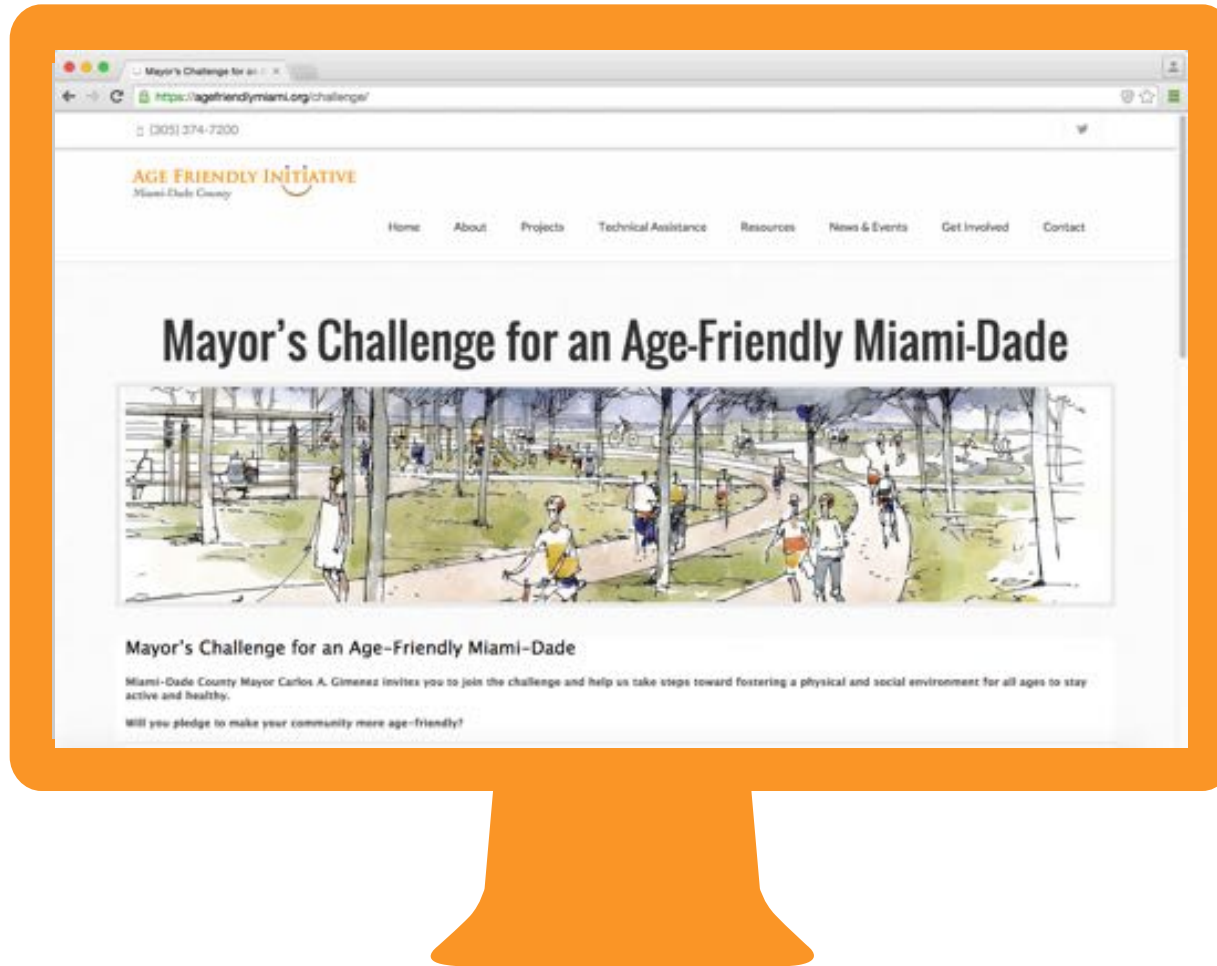 Mayor's Challenge for an
https://agefriendlymiami.org/challenge/
(305) 374-7200
AGE FRIENDLY INITIATIVE
Miami-Dade County
Home About Projects Technical Assistance Resources News & Events Get Involved Contact
Mayor's Challenge for an Age-Friendly Miami-Dade
Mayor's Challenge for an Age-Friendly Miami-Dade
Miami-Dade County Mayor Carlos A. Gimenez invites you to join the challenge and help us take steps toward fostering a physical and social environment for all ages to stay
active and healthy.
Will you pledge to make your community more age-friendly?